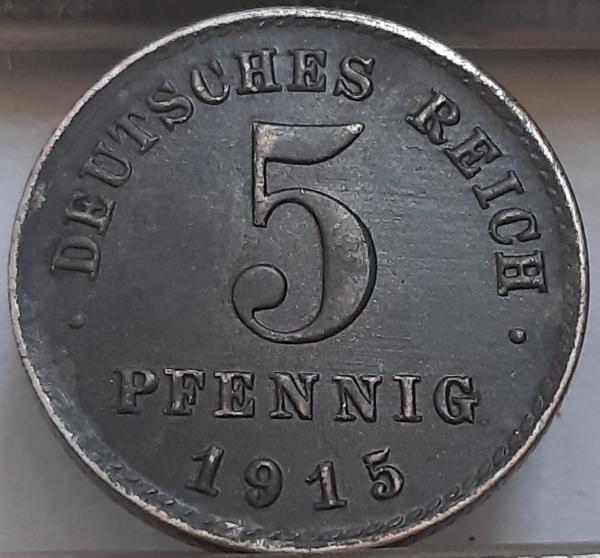 DEUTSCHES REICH
5
PFENNIG
1915